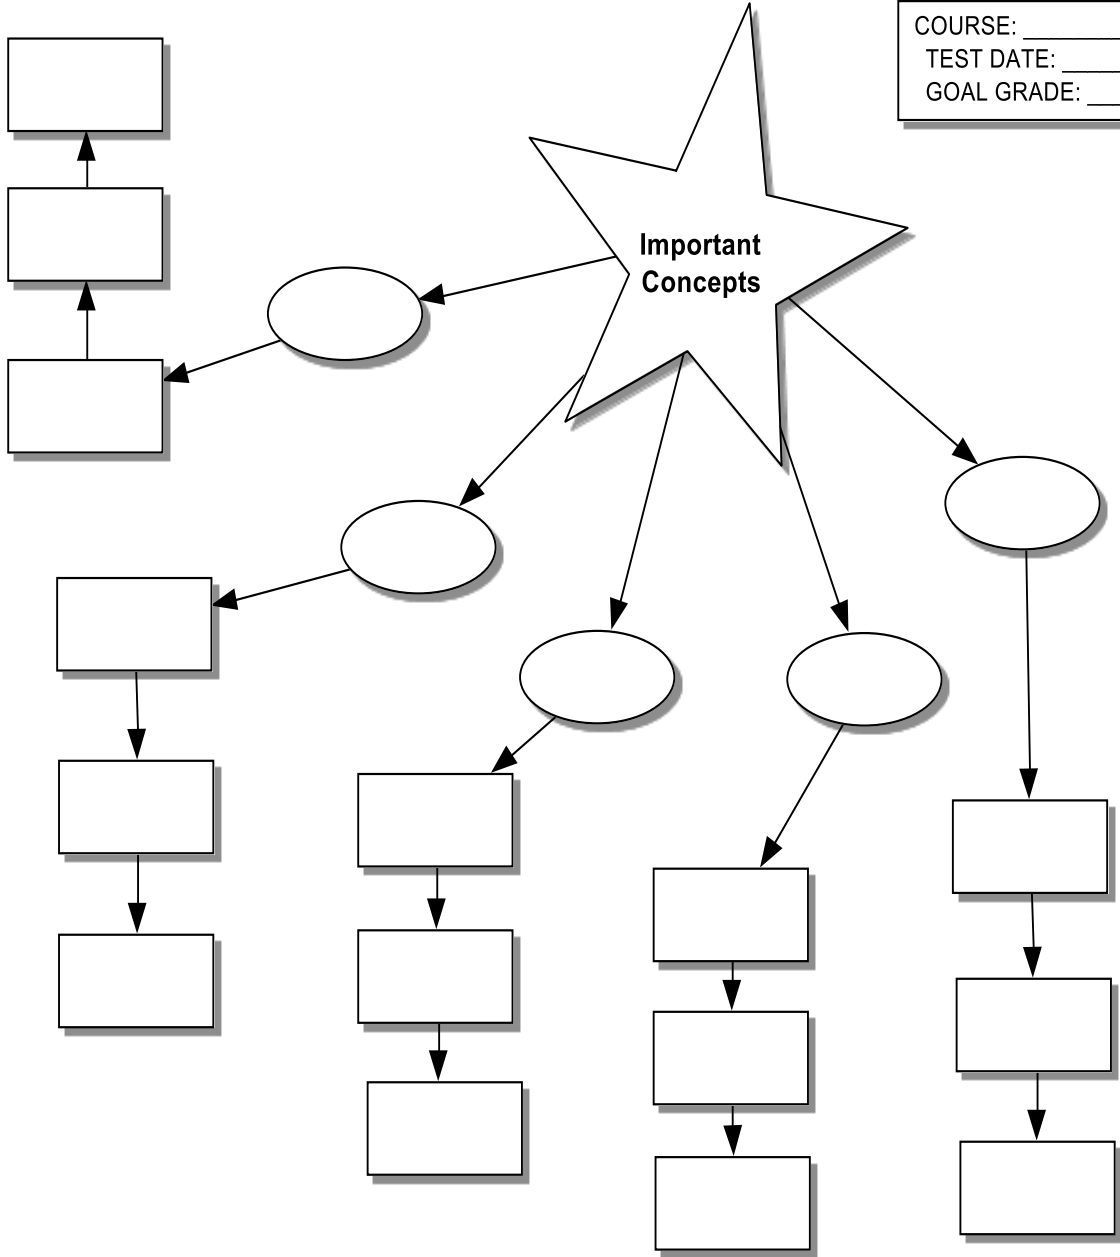 COURSE: ________
TEST DATE: _____
GOAL GRADE: ___
Important
Concepts